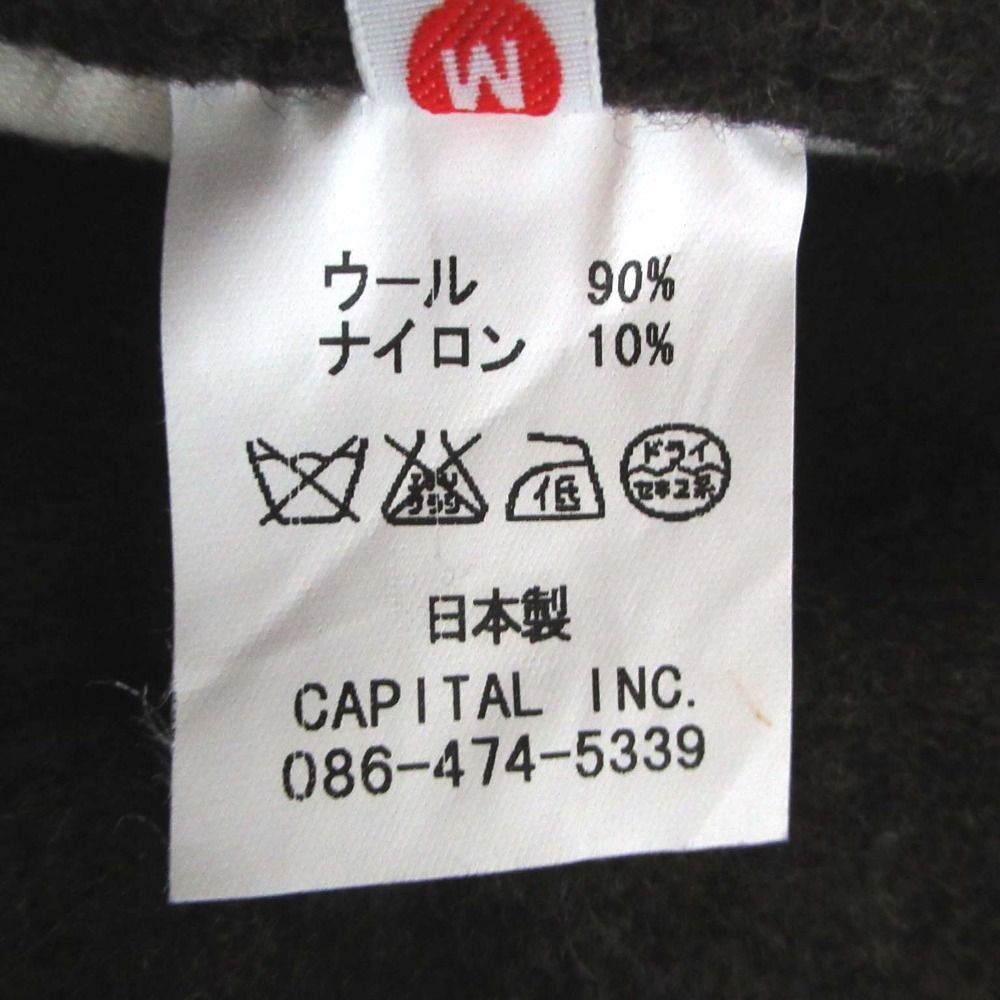 M
ウール 90%
ナイロン 10%
低
ドライ
セキユ系
日本製
CAPITAL INC.
086-474-5339